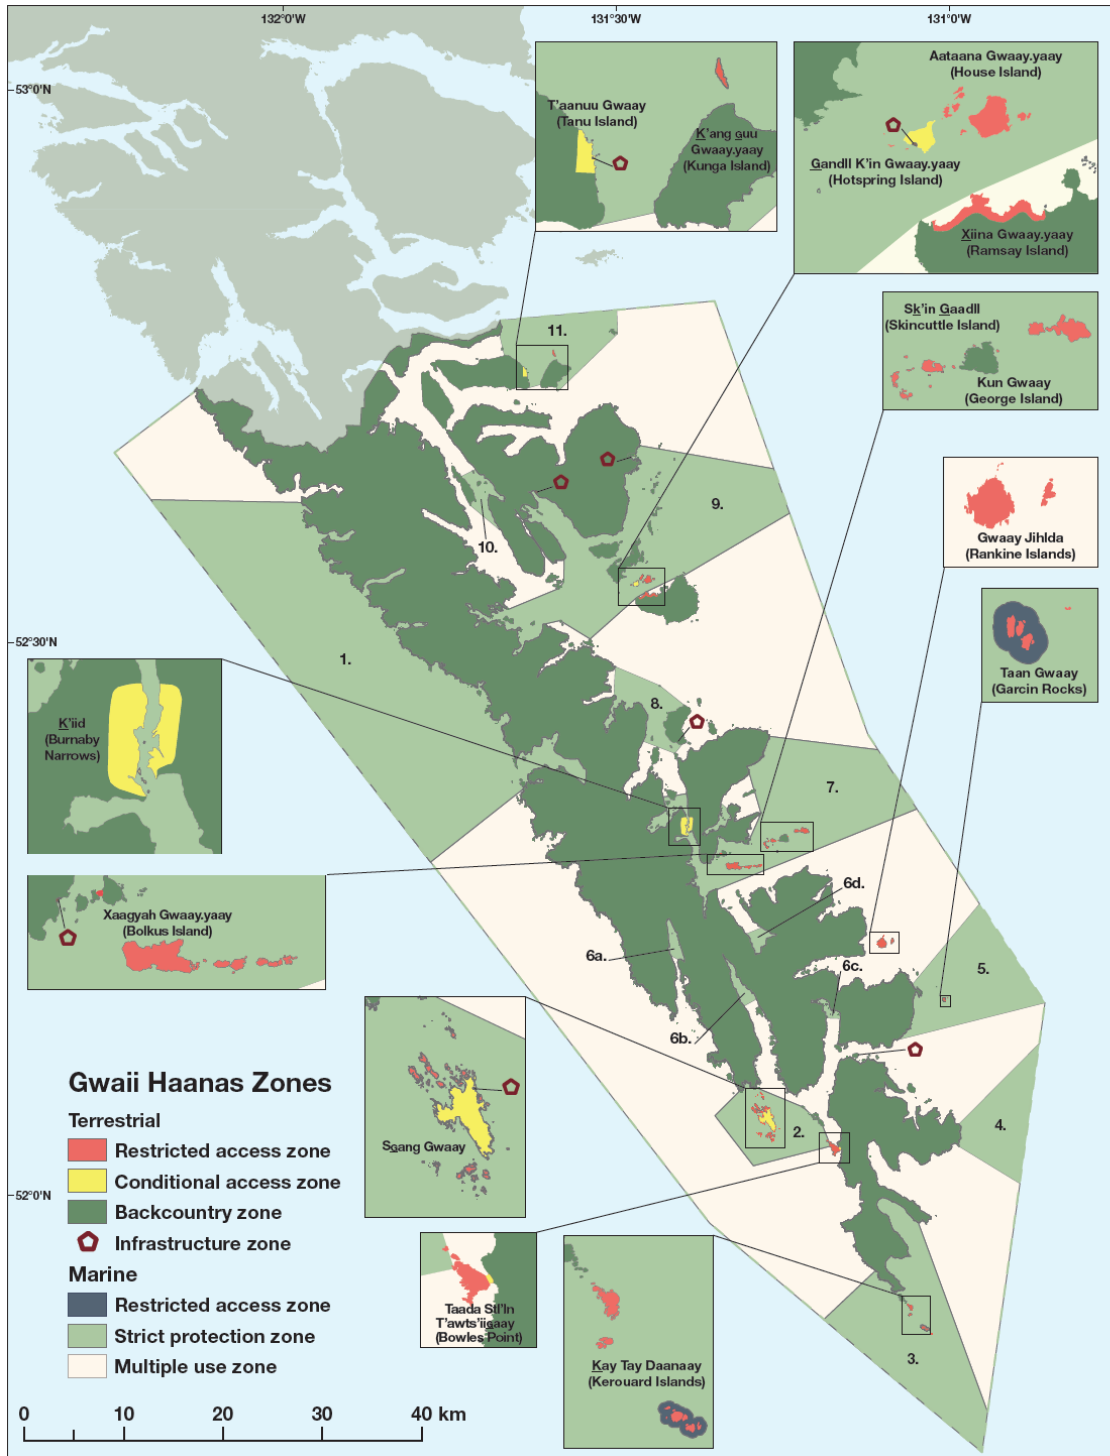 132°0'W
131°30'W
131°0'W
53°0'N
52°30'N
52°0'N
T'aanuu Gwaay
(Tanu Island)
K'ang guu
Gwaay.yaay
(Kunga Island)
Aataana Gwaay.yaay
(House Island)
Gandll K'in Gwaay.yaay
(Hotspring Island)
Xiina Gwaay.yaay
(Ramsay Island)
Sk'in Gaadll
(Skincuttle Island)
Kun Gwaay
(George Island)
Gwaay Jihlda
(Rankine Islands)
Taan Gwaay
(Garcin Rocks)
11.
10.
9.
1.
8.
7.
6d.
6a.
6c.
5.
6b.
4.
2.
3.
K'iid
(Burnaby
Narrows)
Xaagyah Gwaay.yaay
(Bolkus Island)
Sgang Gwaay
Taada Stl'ln
T'awts'iigaay
(Bowles Point)
Kay Tay Daanaay
(Kerouard Islands)
Gwaii Haanas Zones
Terrestrial
Restricted access zone
Conditional access zone
Backcountry zone
Infrastructure zone
Marine
Restricted access zone
Strict protection zone
Multiple use zone
0 10 20 30 40 km